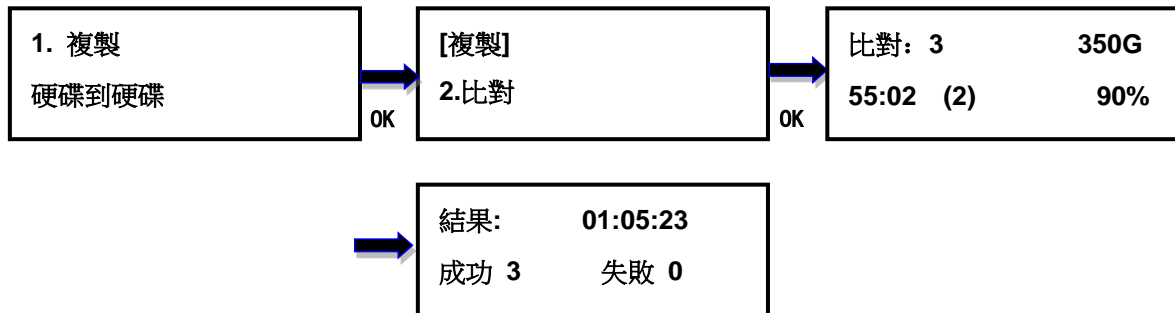 1. 複製
硬碟到硬碟
OK
[複製]
2.比對
OK
比對：3 350G
55:02 (2) 90%
結果: 01:05:23
成功 3 失敗 0